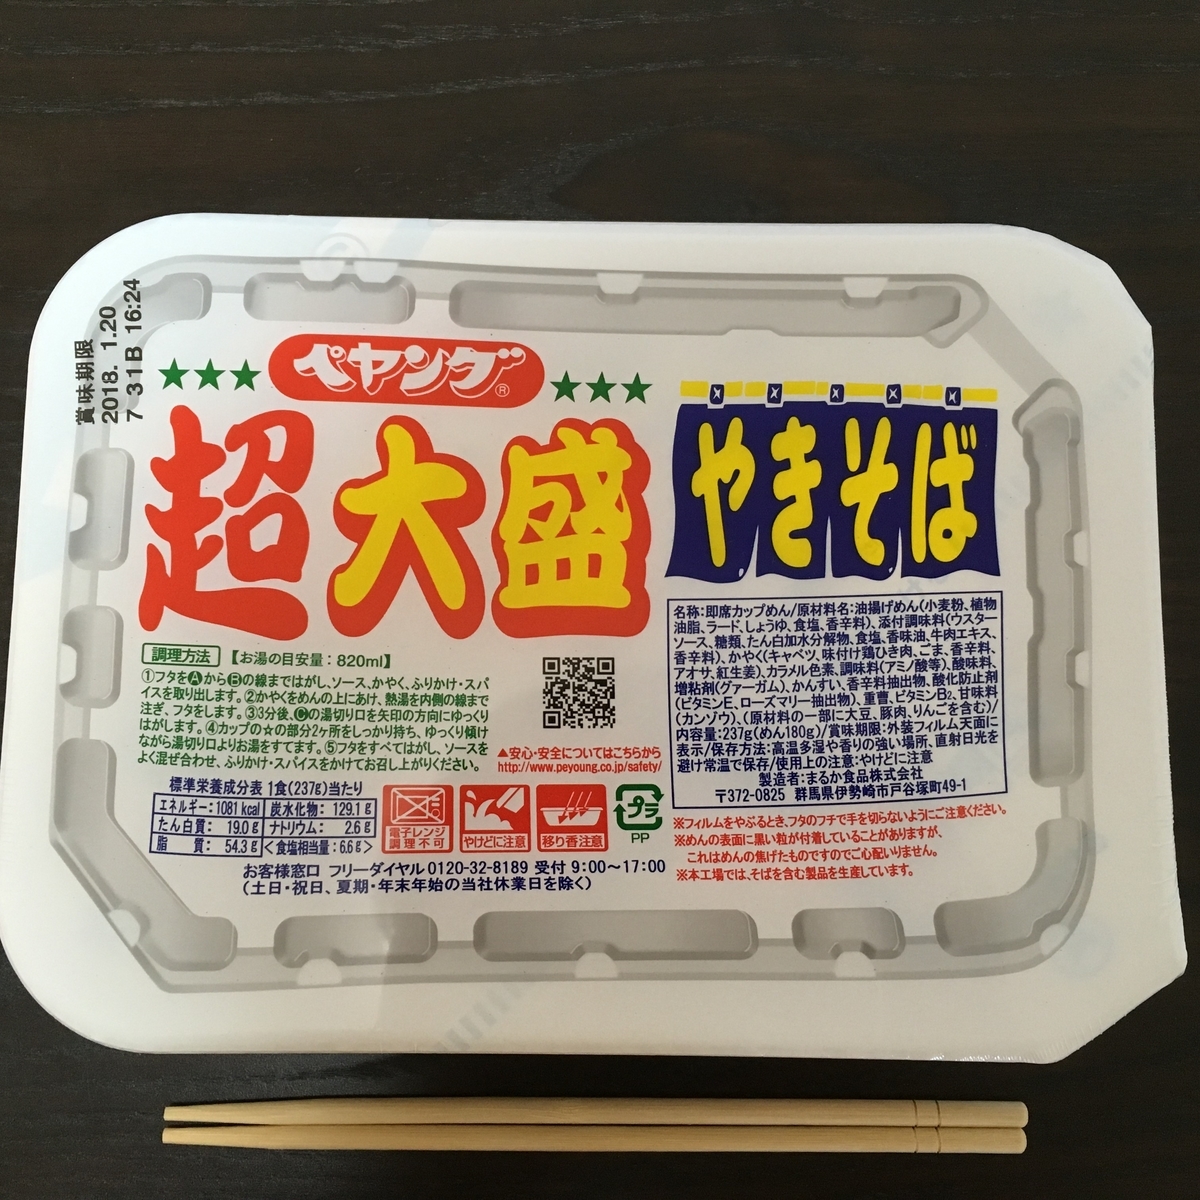 賞味期限
2018. 1.20
7 31B 16:24
★★★ペヤング®★★★
超大盛
やきそば
調理方法【お湯の目安量:820ml】
①フタをⒶからⒷの線まではがし、ソース、かやく、ふりかけ・スパ
イスを取り出します。②かやくをめんの上にあけ、熱湯を内側の線まで
注ぎ、フタをします。③3分後、Ⓒの湯切り口を矢印の方向にゆっくり
はがします。④カップの☆の部分2ヶ所をしっかり持ち、ゆっくり傾け
ながら湯切り口よりお湯をすてます。⑤フタをすべてはがし、ソースを
よく混ぜ合わせ、ふりかけ・スパイスをかけてお召し上がりください。
▲安心・安全についてはこちらから
http://www.peyoung.co.jp/safety/
標準栄養成分表 1食(237g)当たり
エネルギー:1081kcal 炭水化物:129.1g
たん白質:19.0g ナトリウム:2.6g
脂質:54.3g <食塩相当量:6.6g>
電子レンジ
調理不可
やけどに注意
移り香注意
プラ
PP
お客様窓口 フリーダイヤル0120-32-8189 受付9:00～17:00
(土日・祝日、夏期・年末年始の当社休業日を除く)
名称:即席カップめん/原材料名:油揚げめん(小麦粉、植物
油脂、ラード、しょうゆ、食塩、香辛料)、添付調味料(ウスター
ソース、糖類、たん白加水分解物、食塩、香味油、牛肉エキス、
香辛料)、かやく(キャベツ、味付け鶏ひき肉、ごま、香辛料、
アオサ、紅生姜)、カラメル色素、調味料(アミノ酸等)、酸味料、
増粘剤(グァーガム)、かんすい、香辛料抽出物、酸化防止剤
(ビタミンE、ローズマリー抽出物)、重曹、ビタミンB2、甘味料
(カンゾウ)、(原材料の一部に大豆、豚肉、りんごを含む)/
内容量:237g(めん180g)/賞味期限:外装フィルム天面に
表示/保存方法:高温多湿や香りの強い場所、直射日光を
避け常温で保存/使用上の注意:やけどに注意
製造者:まるか食品株式会社
〒372-0825 群馬県伊勢崎市戸谷塚町49-1
※フィルムをやぶるとき、フタのフチで手を切らないようにご注意ください。
※めんの表面に黒い粒が付着していることがありますが、
これはめんの焦げたものですのでご心配いりません。
※本工場では、そばを含む製品を生産しています。